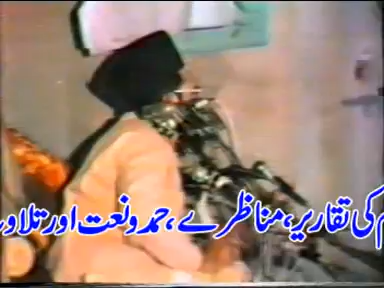 کی تقاریر، مناظرے، حمد و نعت اور تلاو